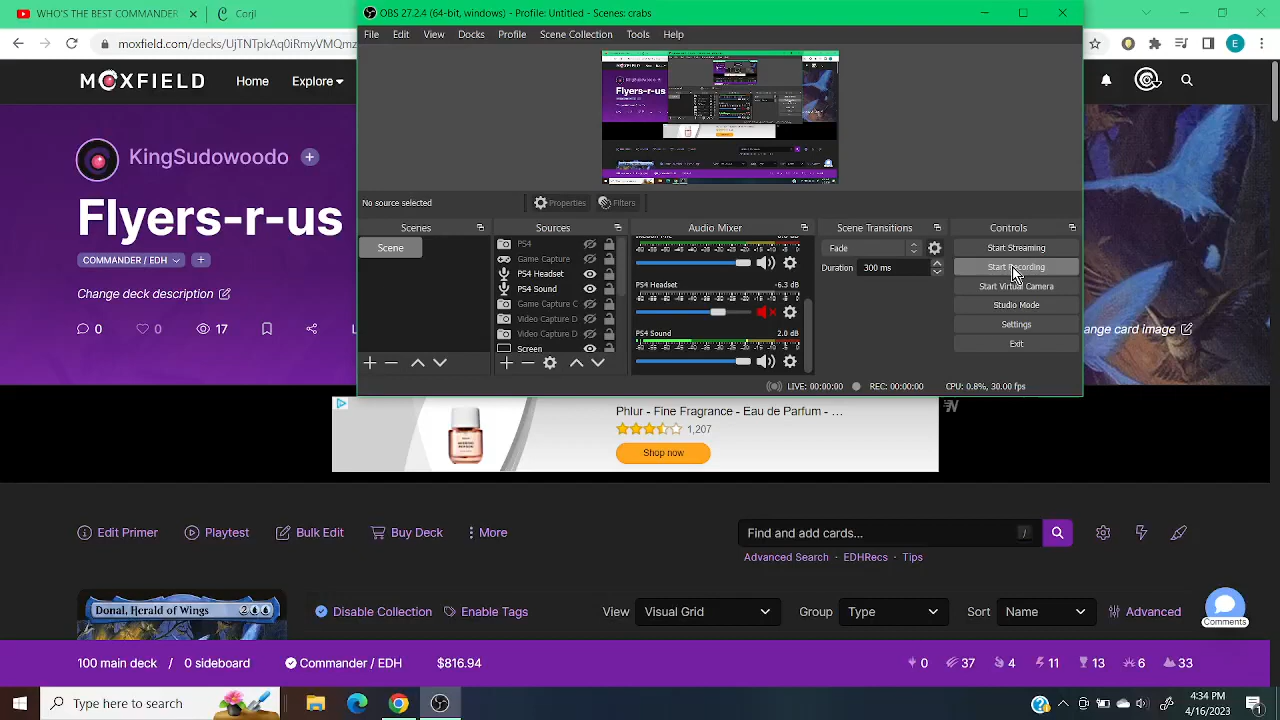 WHO'S THE BEST COMMANDER
Corji
OBS 27.2.4 (64-bit, windows) - Profile: Untitled - Scenes: crabs
moxfield.com/decks/UjTNTpkAq0iRmyVMQmz
E
File Edit View Docks Profile Scene Collection Tools Help
MOXFIELD Home Explore
Flyers-r-us
KingShadowsodo
No source selected Properties Filters
Flyers-r-us
Scenes Sources Audio Mixer Scene Transitions Controls
Scene
PS4
Game Capture
PS4 Headset
PS4 Sound
Game Capture C
Video Capture D
Video Capture D
Screen
PS4 Headset -6.3 dB
PS4 Sound 2.0 dB
Fade
Duration 300 ms
Start Streaming
Start Recording
Start Virtual Camera
Studio Mode
Settings
Exit
COMMANDER / EDH
Change deck description
0 0 17
ange card image
LIVE: 00:00:00 REC: 00:00:00 CPU: 0.8%, 30.00 fps
Phlur - Fine Fragrance - Eau de Parfum - …
1,207
Shop now
Edit Primer Playtest Bulk Edit Buy Deck More
Find and add cards... /
Advanced Search · EDHRecs · Tips
Donal, Herald of Wings 2
Disable Collection Enable Tags View Visual Grid Group Type Sort Name Advanced
Comments
100 main deck / 0 sideboard Commander / EDH $816.94 0 37 4 11 13 6 33
Type here to search
4:34 PM
4/16/2023